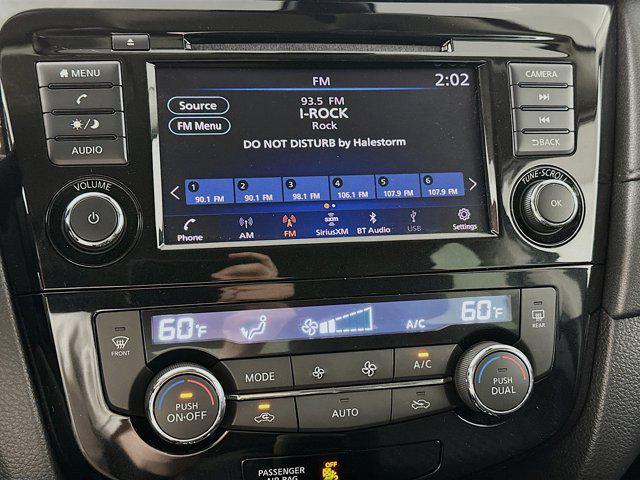 MENU
AUDIO
VOLUME
FM
2:02
Source
FM Menu
93.5 FM
I-ROCK
Rock
DO NOT DISTURB by Halestorm
1 2 3 4 5 6
90.1 FM 90.1 FM 98.1 FM 106.1 FM 107.9 FM 107.9 FM
Phone AM FM SiriusXM BT Audio USB Settings
sxm
CAMERA
BACK
TUNE·SCROLL
OK
60°F A/C 60°F
FRONT
REAR
MODE
A/C
AUTO
PUSH
ON·OFF
PUSH
DUAL
PASSENGER
AIR BAG
OFF